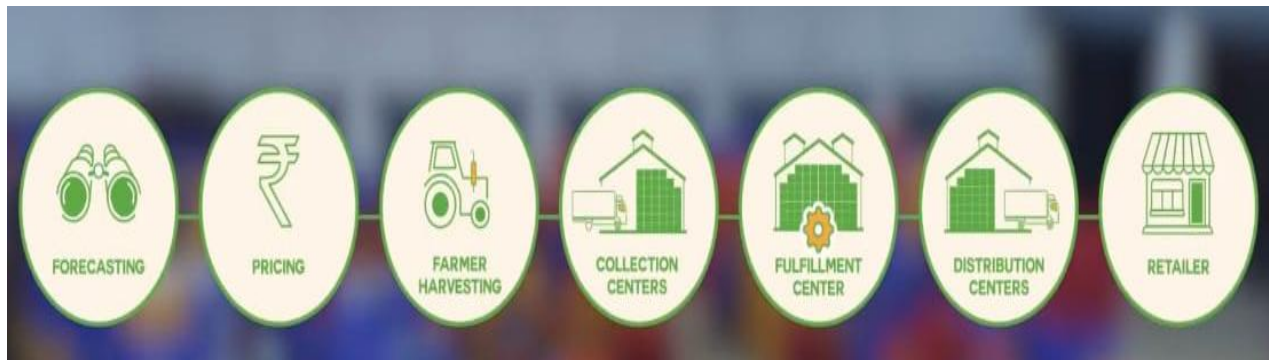 FORECASTING
PRICING
₹
FARMER
HARVESTING
COLLECTION
CENTERS
FULFILLMENT
CENTER
DISTRIBUTION
CENTERS
RETAILER